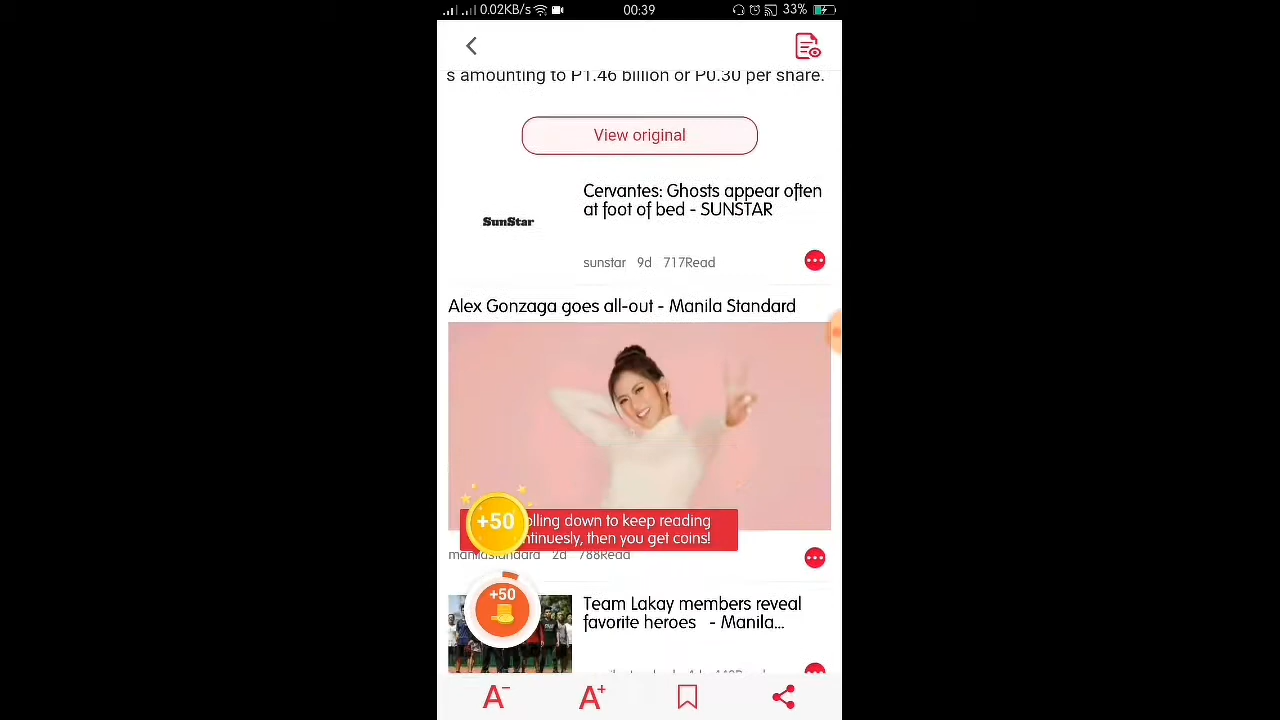 0.02KB/s 00:39 33%
s amounting to P1.46 billion or P0.30 per share.
View original
Cervantes: Ghosts appear often
at foot of bed - SUNSTAR
SunStar
sunstar 9d 717Read
Alex Gonzaga goes all-out - Manila Standard
+50 olling down to keep reading
ntinuesly, then you get coins!
manilastandard 2d 788Read
+50
Team Lakay members reveal
favorite heroes - Manila...
A- A+